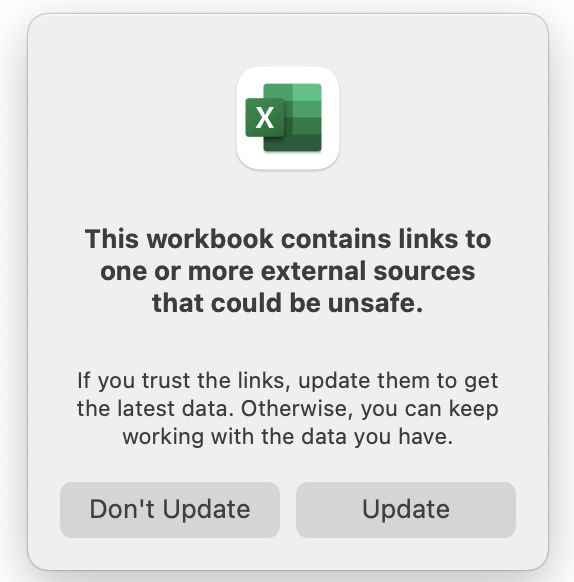 X
This workbook contains links to
one or more external sources
that could be unsafe.
If you trust the links, update them to get
the latest data. Otherwise, you can keep
working with the data you have.
Don't Update
Update